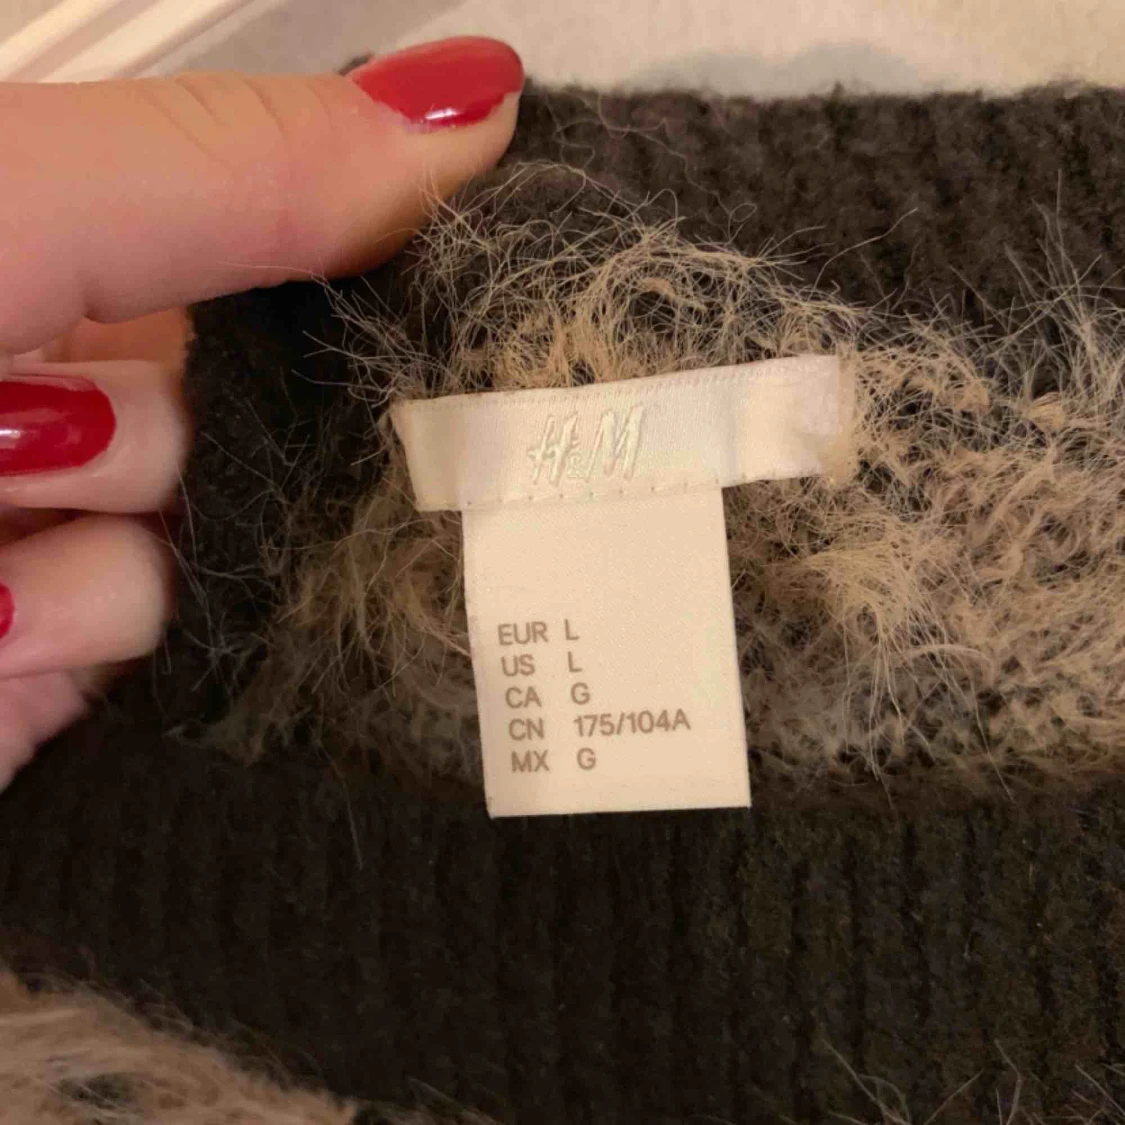 H&M
EUR L
US L
CA G
CN 175/104A
MX G